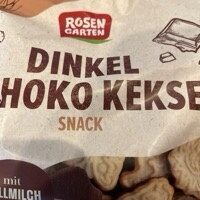 ROSEN
GARTEN
DINKEL
HOKO KEKSE
SNACK
mit
LLMILCH